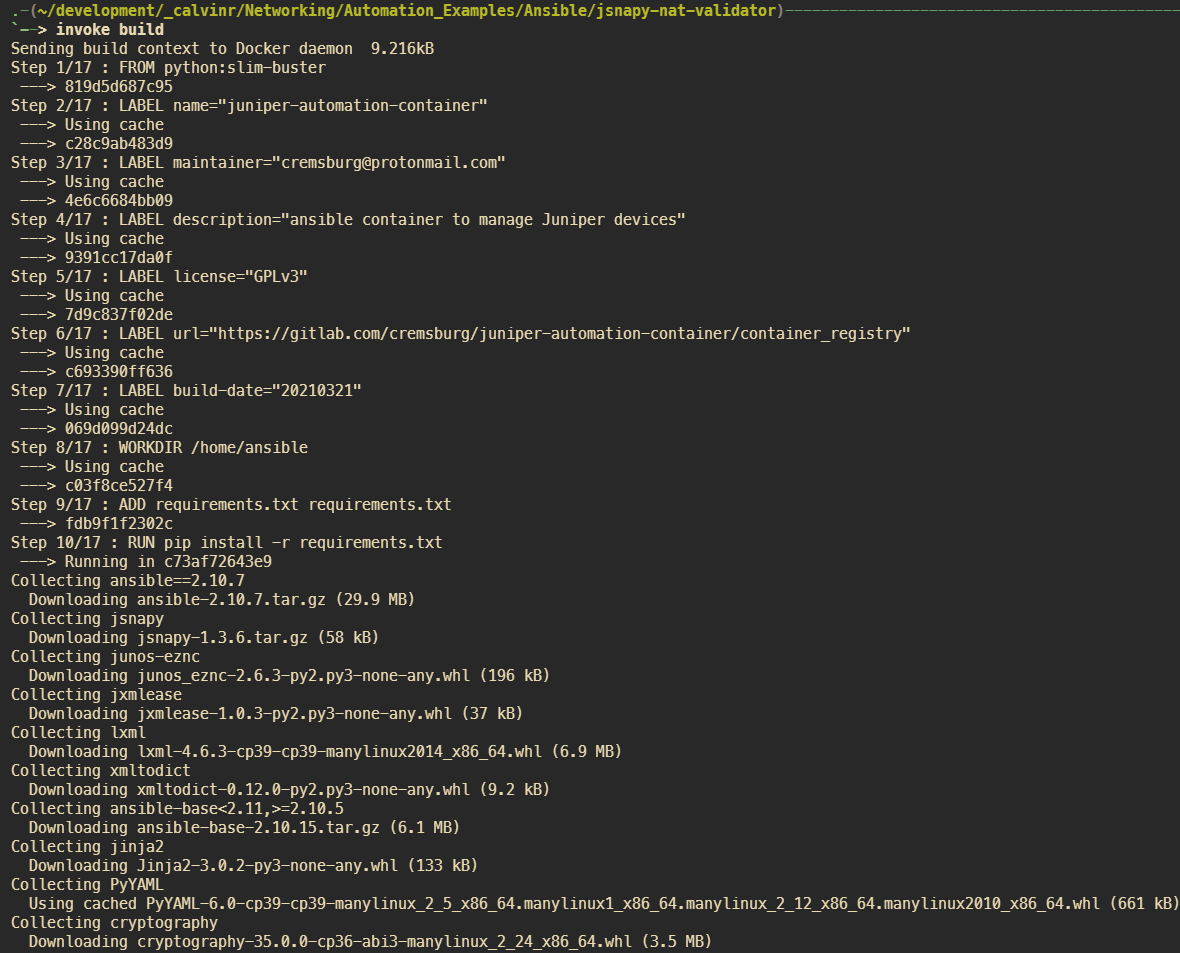 .-(~/development/_calvinr/Networking/Automation_Examples/Ansible/jsnapy-nat-validator)--------------------------------------------
`--> invoke build
Sending build context to Docker daemon  9.216kB
Step 1/17 : FROM python:slim-buster
 ---> 819d5d687c95
Step 2/17 : LABEL name="juniper-automation-container"
 ---> Using cache
 ---> c28c9ab483d9
Step 3/17 : LABEL maintainer="cremsburg@protonmail.com"
 ---> Using cache
 ---> 4e6c6684bb09
Step 4/17 : LABEL description="ansible container to manage Juniper devices"
 ---> Using cache
 ---> 9391cc17da0f
Step 5/17 : LABEL license="GPLv3"
 ---> Using cache
 ---> 7d9c837f02de
Step 6/17 : LABEL url="https://gitlab.com/cremsburg/juniper-automation-container/container_registry"
 ---> Using cache
 ---> c693390ff636
Step 7/17 : LABEL build-date="20210321"
 ---> Using cache
 ---> 069d099d24dc
Step 8/17 : WORKDIR /home/ansible
 ---> Using cache
 ---> c03f8ce527f4
Step 9/17 : ADD requirements.txt requirements.txt
 ---> fdb9f1f2302c
Step 10/17 : RUN pip install -r requirements.txt
 ---> Running in c73af72643e9
Collecting ansible==2.10.7
  Downloading ansible-2.10.7.tar.gz (29.9 MB)
Collecting jsnapy
  Downloading jsnapy-1.3.6.tar.gz (58 kB)
Collecting junos-eznc
  Downloading junos_eznc-2.6.3-py2.py3-none-any.whl (196 kB)
Collecting jxmlease
  Downloading jxmlease-1.0.3-py2.py3-none-any.whl (37 kB)
Collecting lxml
  Downloading lxml-4.6.3-cp39-cp39-manylinux2014_x86_64.whl (6.9 MB)
Collecting xmltodict
  Downloading xmltodict-0.12.0-py2.py3-none-any.whl (9.2 kB)
Collecting ansible-base<2.11,>=2.10.5
  Downloading ansible-base-2.10.15.tar.gz (6.1 MB)
Collecting jinja2
  Downloading Jinja2-3.0.2-py3-none-any.whl (133 kB)
Collecting PyYAML
  Using cached PyYAML-6.0-cp39-cp39-manylinux_2_5_x86_64.manylinux1_x86_64.manylinux_2_12_x86_64.manylinux2010_x86_64.whl (661 kB)
Collecting cryptography
  Downloading cryptography-35.0.0-cp36-abi3-manylinux_2_24_x86_64.whl (3.5 MB)